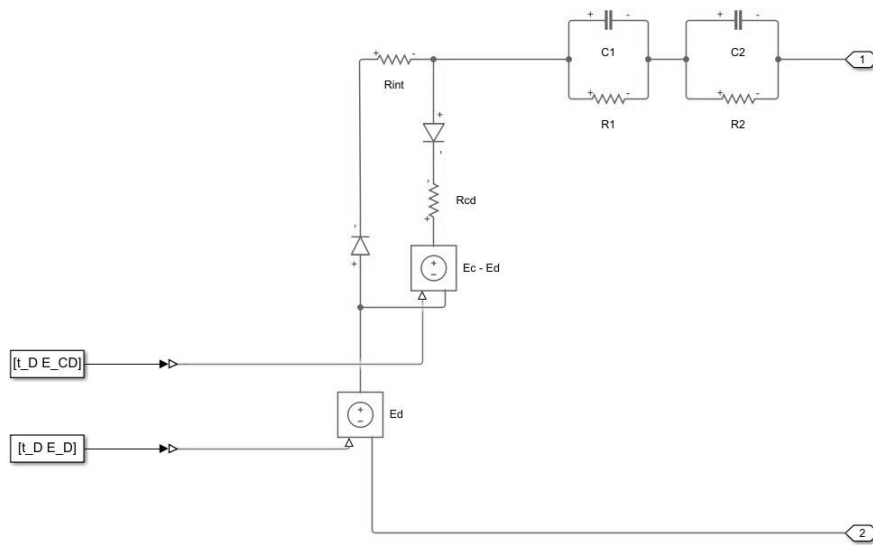 C1
C2
1
Rint
R1
R2
Rcd
Ec - Ed
[t_D E_CD]
Ed
[t_D E_D]
2